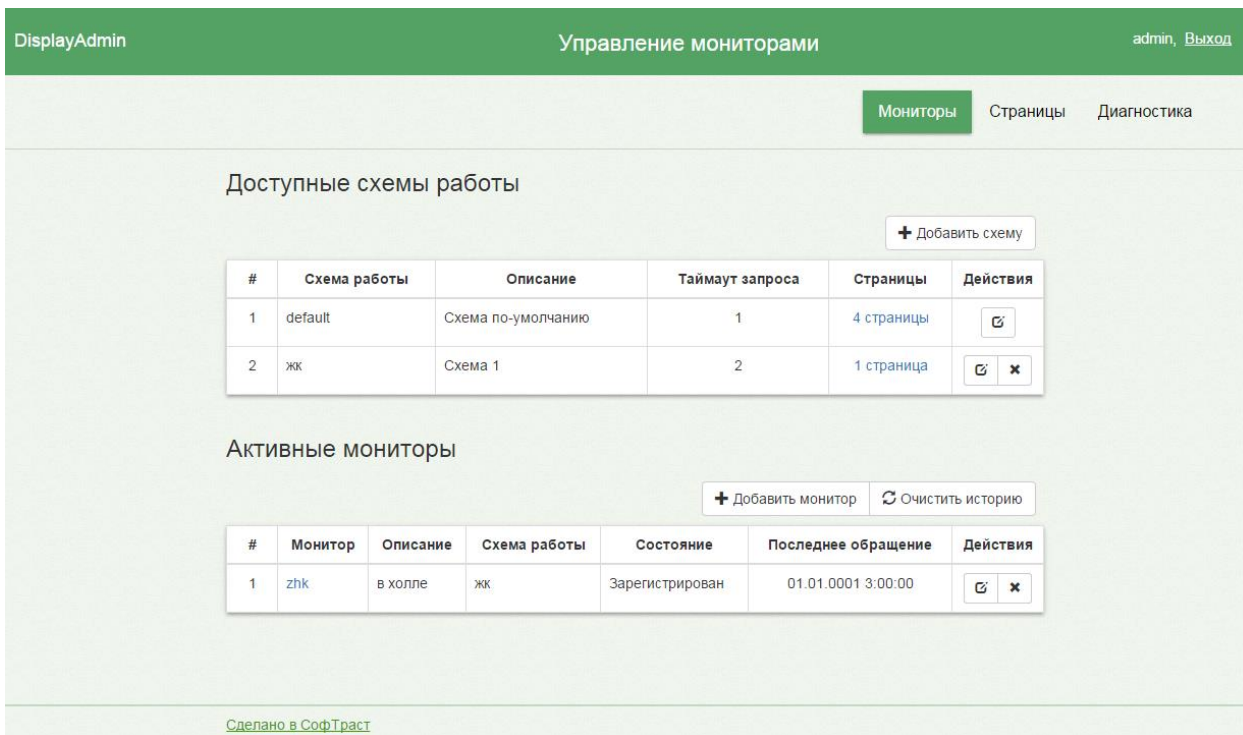 DisplayAdmin Управление мониторами admin, Выход
Мониторы Страницы Диагностика
Доступные схемы работы
Добавить схему
# Схема работы Описание Таймаут запроса Страницы Действия
1 default Схема по-умолчанию 1 4 страницы
2 жк Схема 1 2 1 страница
Активные мониторы
Добавить монитор Очистить историю
# Монитор Описание Схема работы Состояние Последнее обращение Действия
1 zhk в холле жк Зарегистрирован 01.01.0001 3:00:00
Сделано в СофТраст